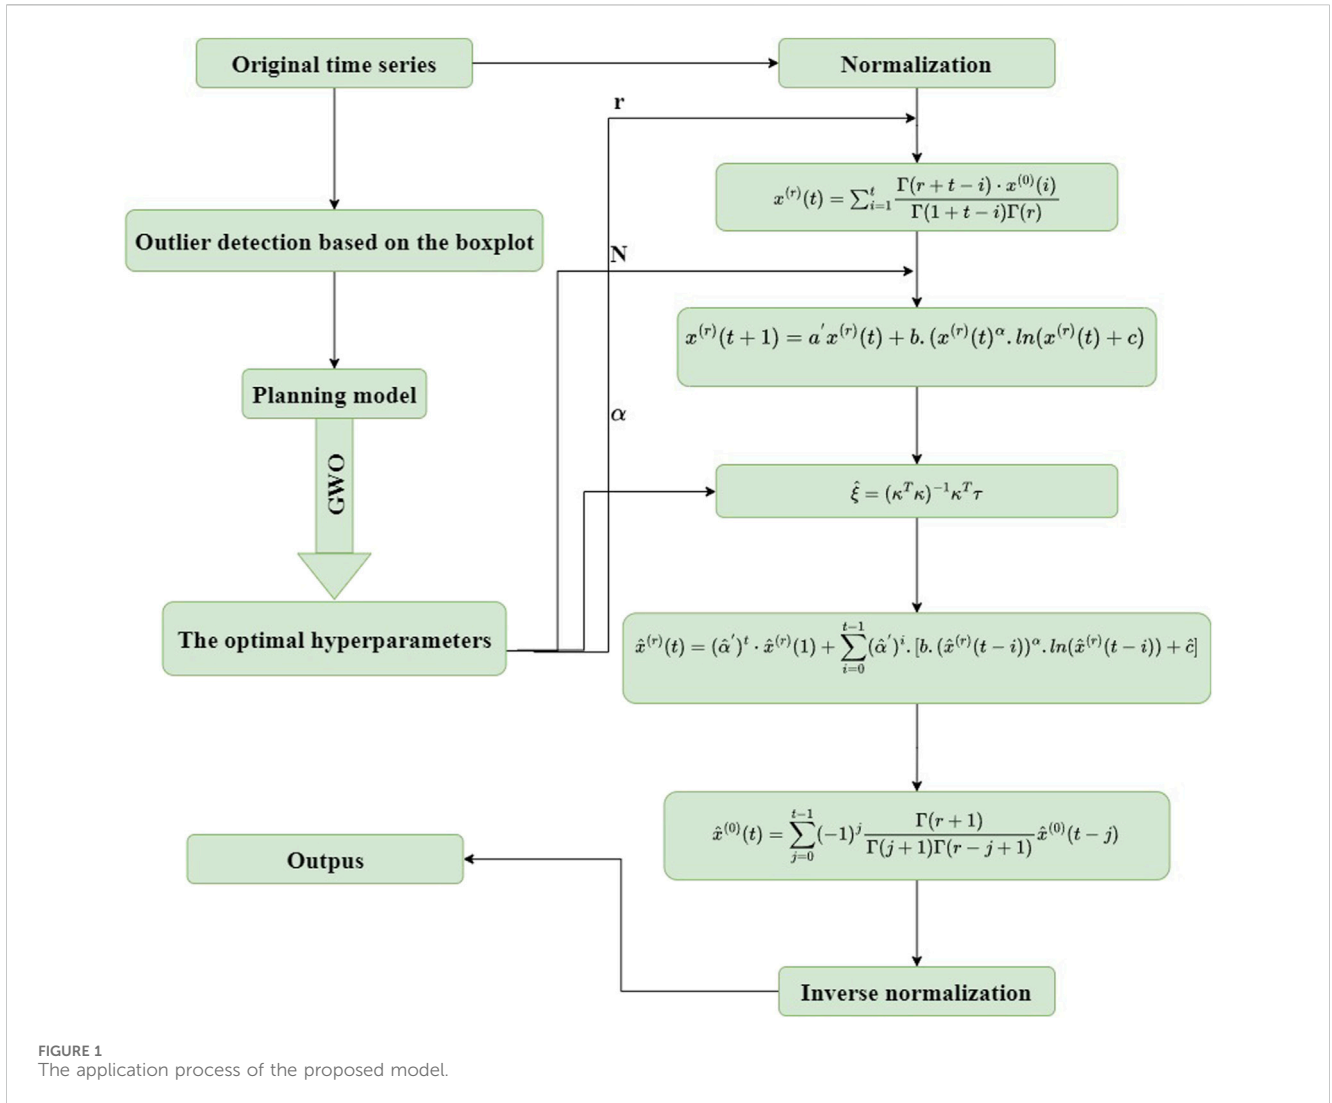 Original time series
Normalization
r
x^{(r)}(t) = \sum_{i=1}^{t} \frac{\Gamma(r+t-i) \cdot x^{(0)}(i)}{\Gamma(1+t-i)\Gamma(r)}
Outlier detection based on the boxplot
N
x^{(r)}(t+1) = a^{'}x^{(r)}(t) + b.(x^{(r)}(t)^{\alpha}.ln(x^{(r)}(t) + c)
Planning model
α
GWO
\hat{\xi} = (\kappa^{T}\kappa)^{-1}\kappa^{T}\tau
The optimal hyperparameters
\hat{x}^{(r)}(t) = (\hat{\alpha}^{'})^{t} \cdot \hat{x}^{(r)}(1) + \sum_{i=0}^{t-1}(\hat{\alpha}^{'})^{i}.[b.(\hat{x}^{(r)}(t-i))^{\alpha}.ln(\hat{x}^{(r)}(t-i)) + \hat{c}]
\hat{x}^{(0)}(t) = \sum_{j=0}^{t-1}(-1)^{j}\frac{\Gamma(r+1)}{\Gamma(j+1)\Gamma(r-j+1)}\hat{x}^{(0)}(t-j)
Outpus
Inverse normalization
FIGURE 1
The application process of the proposed model.